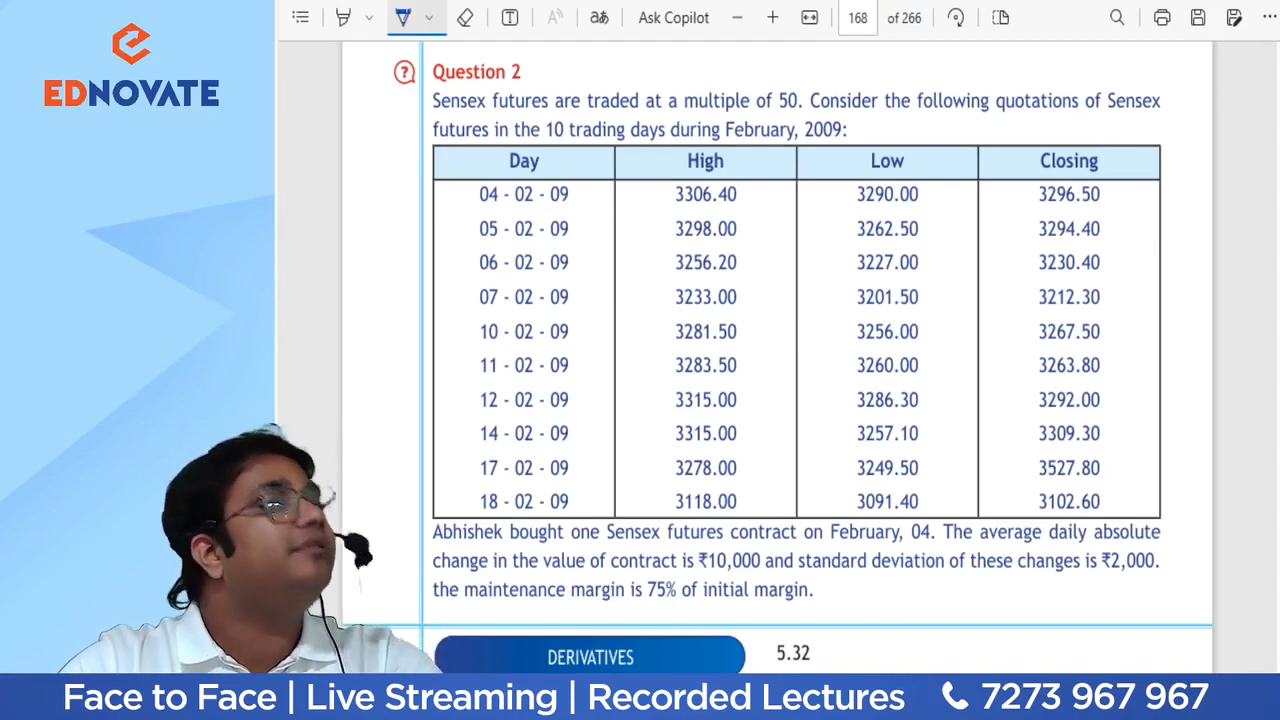 EDNOVATE
Ask Copilot
168 of 266
Question 2
Sensex futures are traded at a multiple of 50. Consider the following quotations of Sensex
futures in the 10 trading days during February, 2009:
Day High Low Closing
04 - 02 - 09 3306.40 3290.00 3296.50
05 - 02 - 09 3298.00 3262.50 3294.40
06 - 02 - 09 3256.20 3227.00 3230.40
07 - 02 - 09 3233.00 3201.50 3212.30
10 - 02 - 09 3281.50 3256.00 3267.50
11 - 02 - 09 3283.50 3260.00 3263.80
12 - 02 - 09 3315.00 3286.30 3292.00
14 - 02 - 09 3315.00 3257.10 3309.30
17 - 02 - 09 3278.00 3249.50 3527.80
18 - 02 - 09 3118.00 3091.40 3102.60
Abhishek bought one Sensex futures contract on February, 04. The average daily absolute
change in the value of contract is ₹10,000 and standard deviation of these changes is ₹2,000.
the maintenance margin is 75% of initial margin.
DERIVATIVES 5.32
Face to Face | Live Streaming | Recorded Lectures 7273 967 967